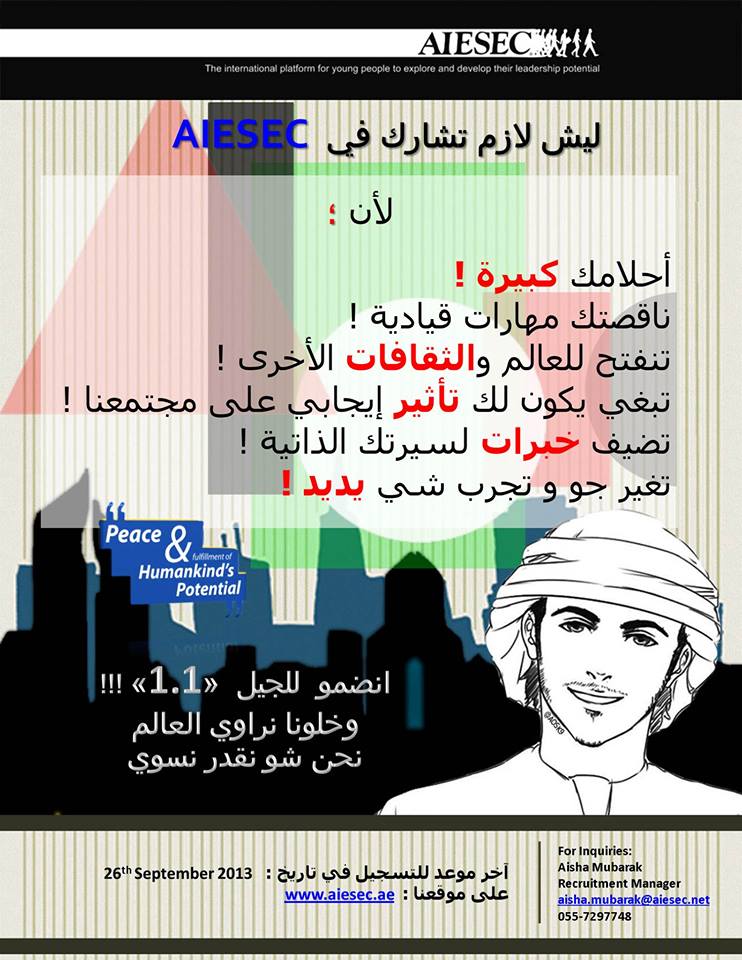 AIESEC
The international platform for young people to explore and develop their leadership potential
ليش لازم تشارك في AIESEC
لأن ؛
أحلامك كبيرة !
ناقصتك مهارات قيادية !
تنفتح للعالم والثقافات الأخرى !
تبغي يكون لك تأثير إيجابي على مجتمعنا !
تضيف خبرات لسيرتك الذاتية !
تغير جو و تجرب شي يديد !
"Peace
& fulfillment of
Humankind's
Potential"
انضمو للجيل «1.1» !!!
وخلونا نراوي العالم
نحن شو نقدر نسوي
@AOSK9
آخر موعد للتسجيل في تاريخ : 26th September 2013
على موقعنا : www.aiesec.ae
For Inquiries:
Aisha Mubarak
Recruitment Manager
aisha.mubarak@aiesec.net
055-7297748